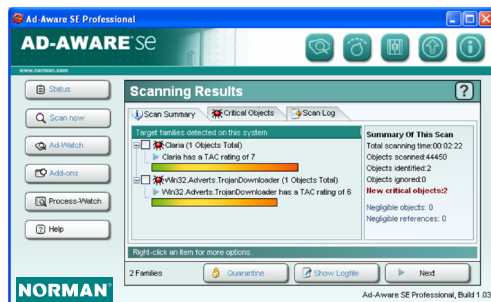 Ad-Aware SE Professional
AD-AWARE SE
www.norman.com
Status
Scan now
Ad-Watch
Add-ons
Process-Watch
Help
NORMAN
Scanning Results
?
Scan Summary
Critical Objects
Scan Log
Target families detected on this system
Claria (1 Objects Total)
Claria has a TAC rating of 7
Win32.Adverts.TrojanDownloader (1 Objects Total)
Win32.Adverts.TrojanDownloader has a TAC rating of 6
Summary Of This Scan
Total scanning time:00:02:22
Objects scanned:44450
Objects identified:2
Objects ignored:0
New critical objects:2
Negligible objects: 0
Negligible references: 0
Right-click an item for more options.
2 Families
Quarantine
Show Logfile
Next
Ad-Aware SE Professional, Build 1.03